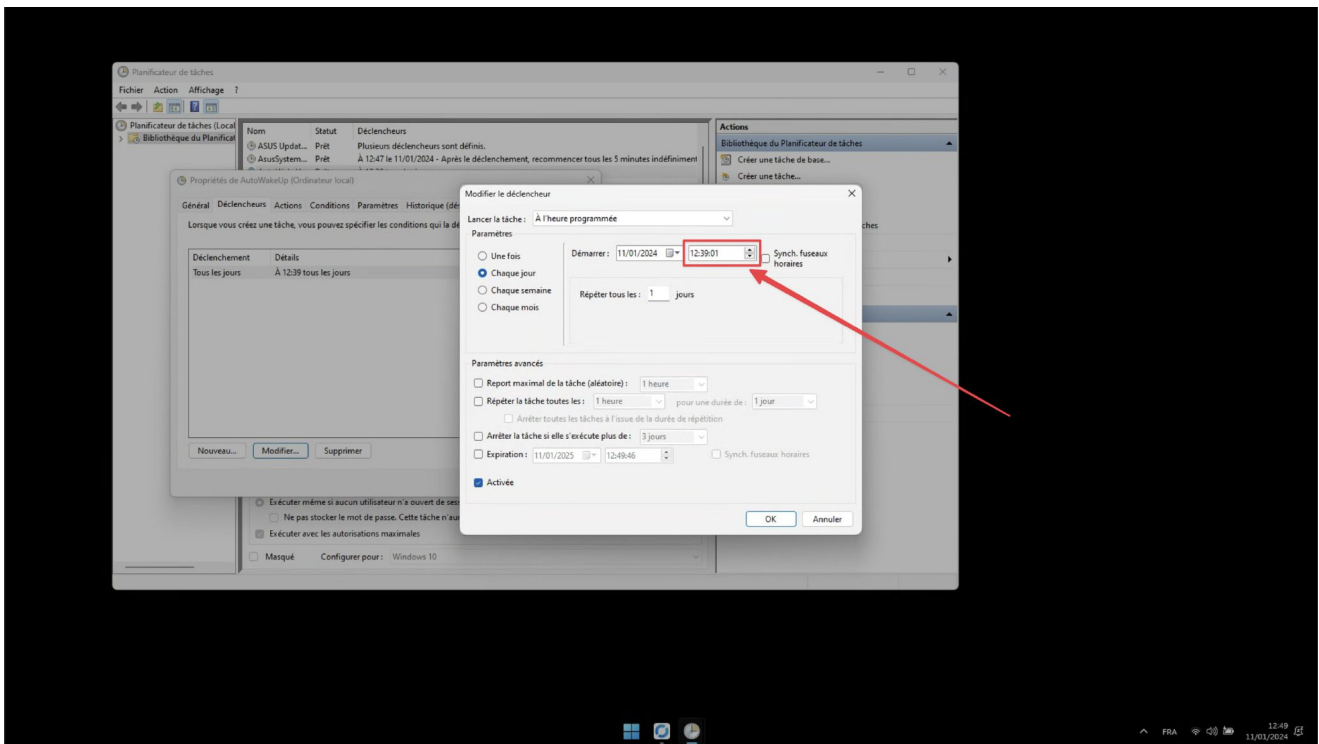 Planificateur de tâches
Fichier Action Affichage ?
Planificateur de tâches (Local
Bibliothèque du Planificat
Nom Statut Déclencheurs
ASUS Updat... Prêt Plusieurs déclencheurs sont définis.
AsusSystem... Prêt À 12:47 le 11/01/2024 - Après le déclenchement, recommencer tous les 5 minutes indéfiniment
Actions
Bibliothèque du Planificateur de tâches
Créer une tâche de base...
Créer une tâche...
ches
Propriétés de AutoWakeUp (Ordinateur local)
Général Déclencheurs Actions Conditions Paramètres Historique (dés
Lorsque vous créez une tâche, vous pouvez spécifier les conditions qui la dé
Déclenchement Détails
Tous les jours À 12:39 tous les jours
Nouveau... Modifier... Supprimer
Exécuter même si aucun utilisateur n'a ouvert de sess
Ne pas stocker le mot de passe. Cette tâche n'au
Exécuter avec les autorisations maximales
Masqué Configurer pour : Windows 10
Modifier le déclencheur
Lancer la tâche : À l'heure programmée
Paramètres
Une fois
Chaque jour
Chaque semaine
Chaque mois
Démarrer : 11/01/2024 12:39:01 Synch. fuseaux
horaires
Répéter tous les : 1 jours
Paramètres avancés
Report maximal de la tâche (aléatoire) : 1 heure
Répéter la tâche toutes les : 1 heure pour une durée de : 1 jour
Arrêter toutes les tâches à l'issue de la durée de répétition
Arrêter la tâche si elle s'exécute plus de : 3 jours
Expiration : 11/01/2025 12:49:46 Synch. fuseaux horaires
Activée
OK Annuler
FRA
12:49
11/01/2024